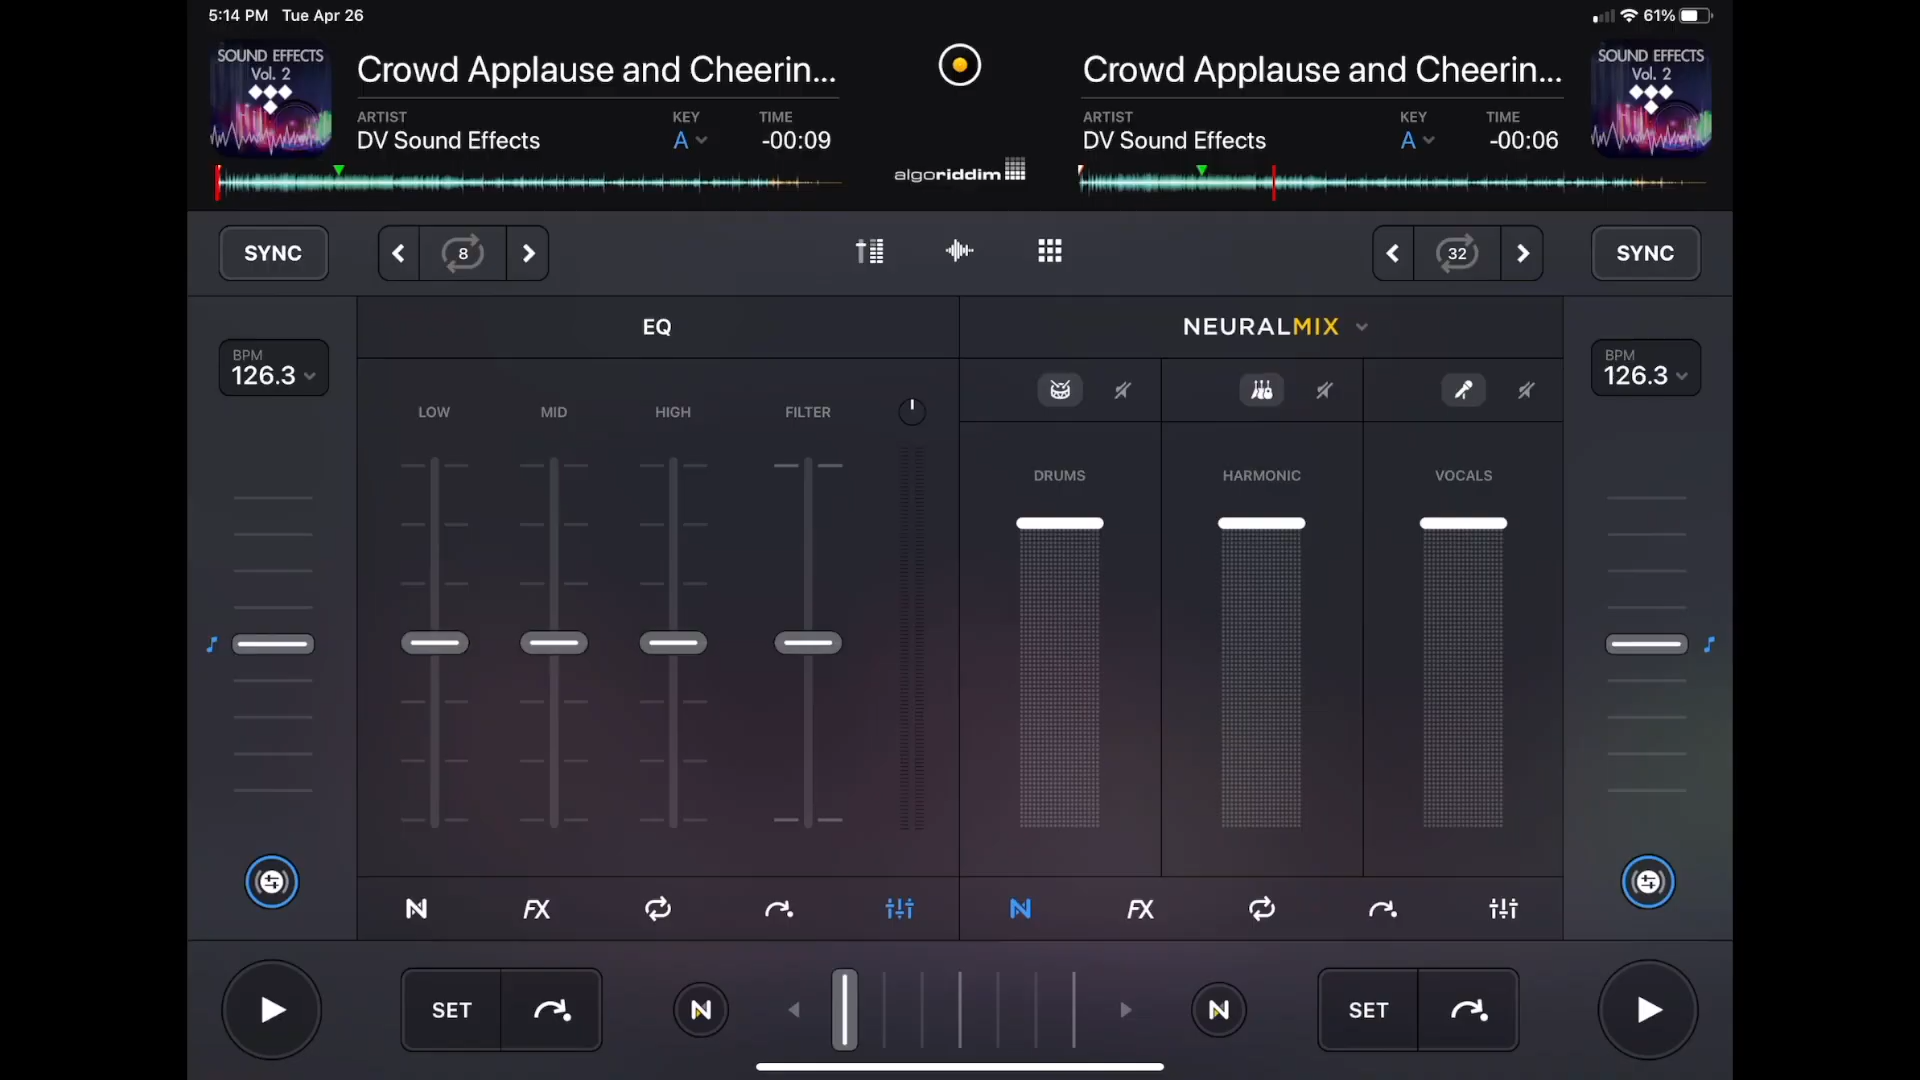 5:14 PM Tue Apr 26
61%
SOUND EFFECTS
Vol. 2
Crowd Applause and Cheerin...
ARTIST KEY TIME
DV Sound Effects A -00:09
algoriddim
Crowd Applause and Cheerin...
ARTIST KEY TIME
DV Sound Effects A -00:06
SOUND EFFECTS
Vol. 2
SYNC 8 32 SYNC
EQ NEURALMIX
BPM
126.3
BPM
126.3
LOW MID HIGH FILTER
DRUMS HARMONIC VOCALS
N FX N FX
SET N N SET